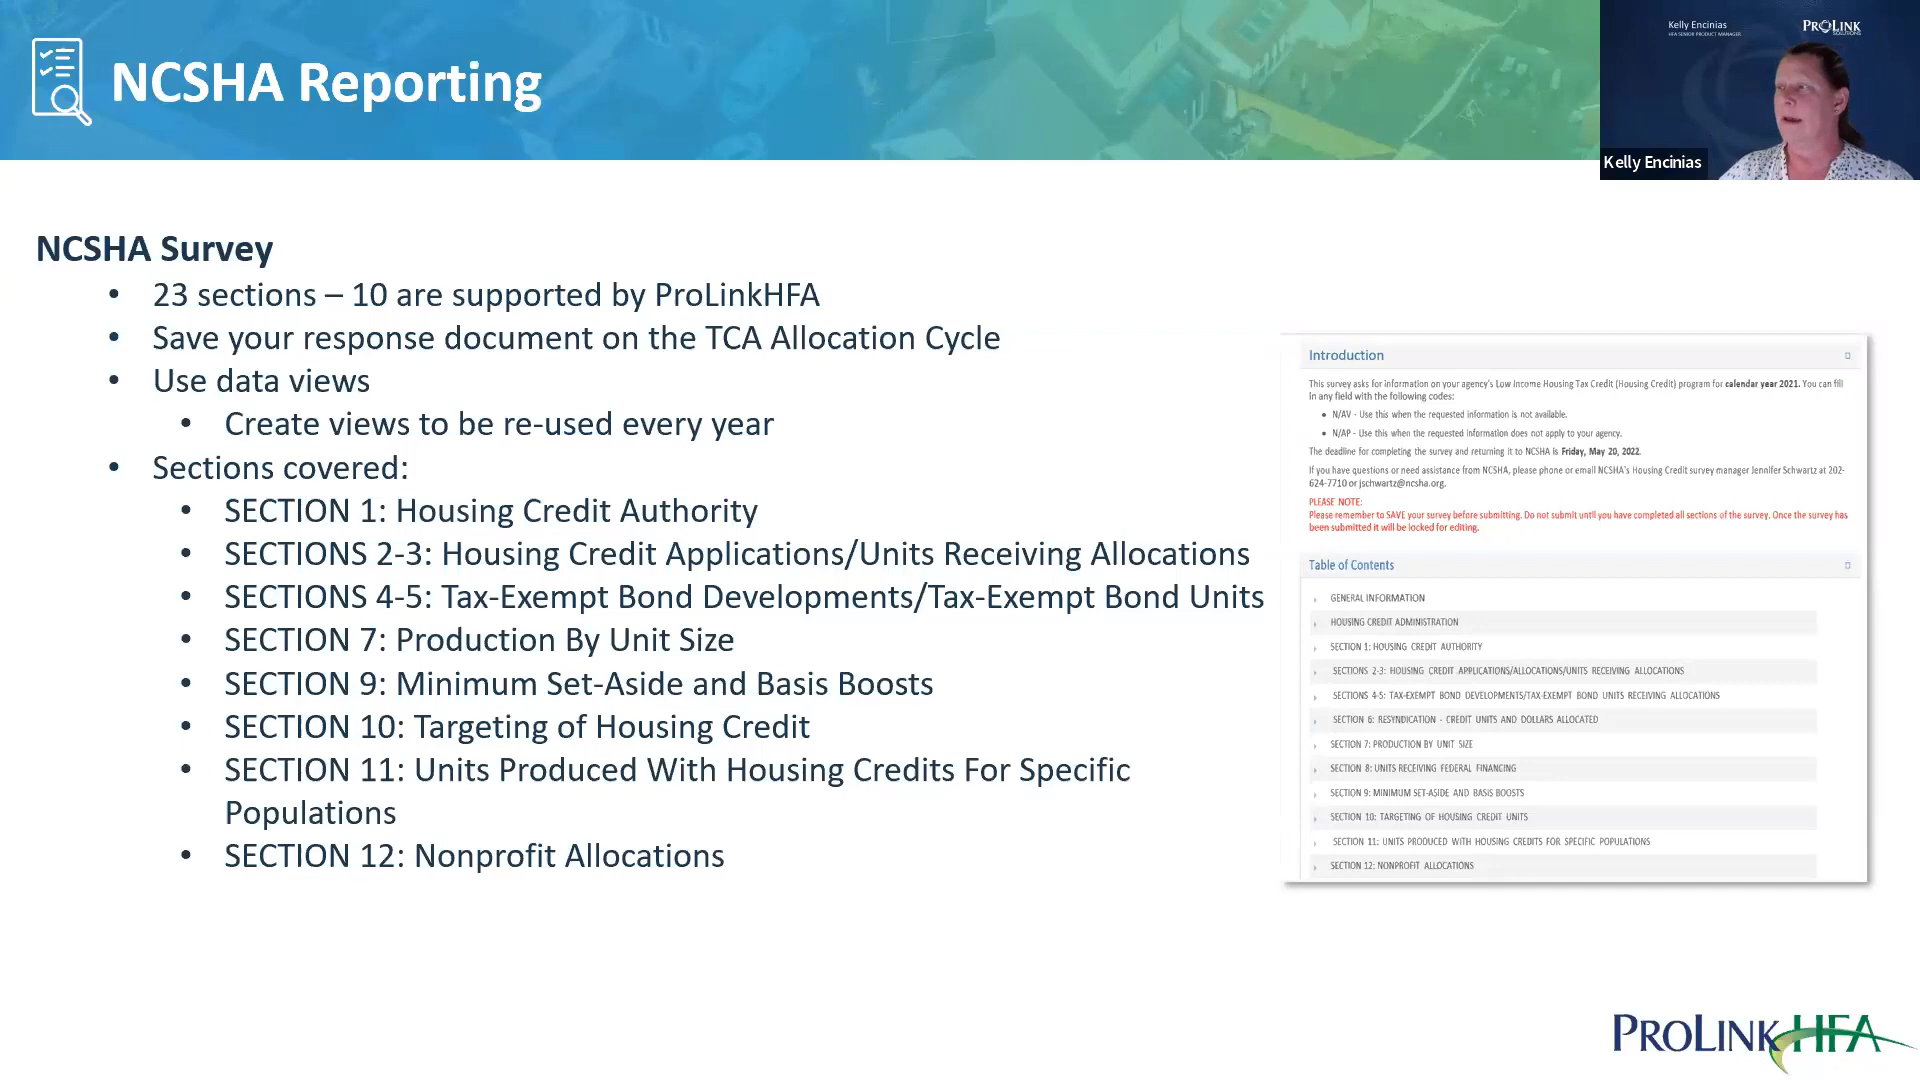 NCSHA Reporting
Kelly Encinias
HFA SENIOR PRODUCT MANAGER
PROLINK
SOLUTIONS
Kelly Encinias
NCSHA Survey
• 23 sections – 10 are supported by ProLinkHFA
• Save your response document on the TCA Allocation Cycle
• Use data views
• Create views to be re-used every year
• Sections covered:
• SECTION 1: Housing Credit Authority
• SECTIONS 2-3: Housing Credit Applications/Units Receiving Allocations
• SECTIONS 4-5: Tax-Exempt Bond Developments/Tax-Exempt Bond Units
• SECTION 7: Production By Unit Size
• SECTION 9: Minimum Set-Aside and Basis Boosts
• SECTION 10: Targeting of Housing Credit
• SECTION 11: Units Produced With Housing Credits For Specific
Populations
• SECTION 12: Nonprofit Allocations
Introduction
This survey asks for information on your agency's Low Income Housing Tax Credit (Housing Credit) program for calendar year 2021. You can fill
in any field with the following codes:
• N/AV - Use this when the requested information is not available.
• N/AP - Use this when the requested information does not apply to your agency.
The deadline for completing the survey and returning it to NCSHA is Friday, May 20, 2022.
If you have questions or need assistance from NCSHA, please phone or email NCSHA's Housing Credit survey manager Jennifer Schwartz at 202-
624-7710 or jschwartz@ncsha.org.
PLEASE NOTE:
Please remember to SAVE your survey before submitting. Do not submit until you have completed all sections of the survey. Once the survey has
been submitted it will be locked for editing.
Table of Contents
GENERAL INFORMATION
HOUSING CREDIT ADMINISTRATION
SECTION 1: HOUSING CREDIT AUTHORITY
SECTIONS 2-3: HOUSING CREDIT APPLICATIONS/ALLOCATIONS/UNITS RECEIVING ALLOCATIONS
SECTIONS 4-5: TAX-EXEMPT BOND DEVELOPMENTS/TAX-EXEMPT BOND UNITS RECEIVING ALLOCATIONS
SECTION 6: RESYNDICATION - CREDIT UNITS AND DOLLARS ALLOCATED
SECTION 7: PRODUCTION BY UNIT SIZE
SECTION 8: UNITS RECEIVING FEDERAL FINANCING
SECTION 9: MINIMUM SET-ASIDE AND BASIS BOOSTS
SECTION 10: TARGETING OF HOUSING CREDIT UNITS
SECTION 11: UNITS PRODUCED WITH HOUSING CREDITS FOR SPECIFIC POPULATIONS
SECTION 12: NONPROFIT ALLOCATIONS
PROLINK HFA